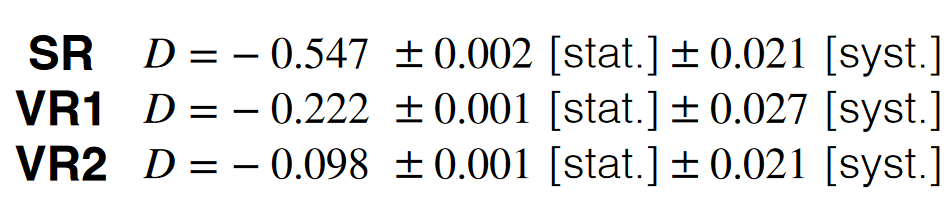 SR D = − 0.547 ± 0.002 [stat.] ± 0.021 [syst.]
VR1 D = − 0.222 ± 0.001 [stat.] ± 0.027 [syst.]
VR2 D = − 0.098 ± 0.001 [stat.] ± 0.021 [syst.]